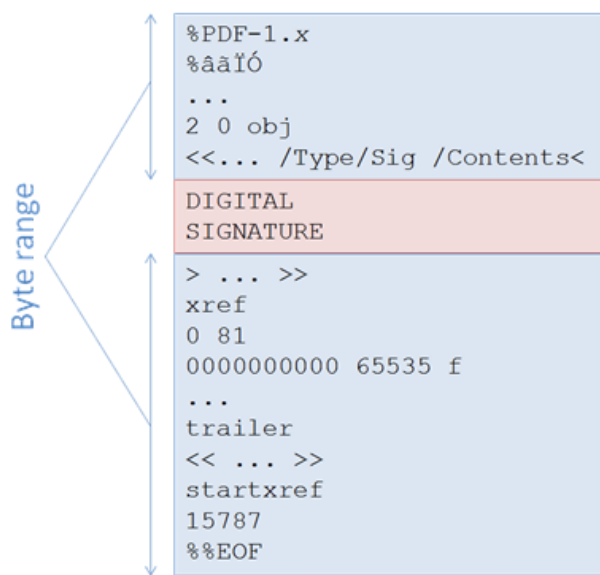 Byte range
%PDF-1.x
%âãÏÓ
...
2 0 obj
<<... /Type/Sig /Contents<
DIGITAL
SIGNATURE
> ... >>
xref
0 81
0000000000 65535 f
...
trailer
<< ... >>
startxref
15787
%%EOF